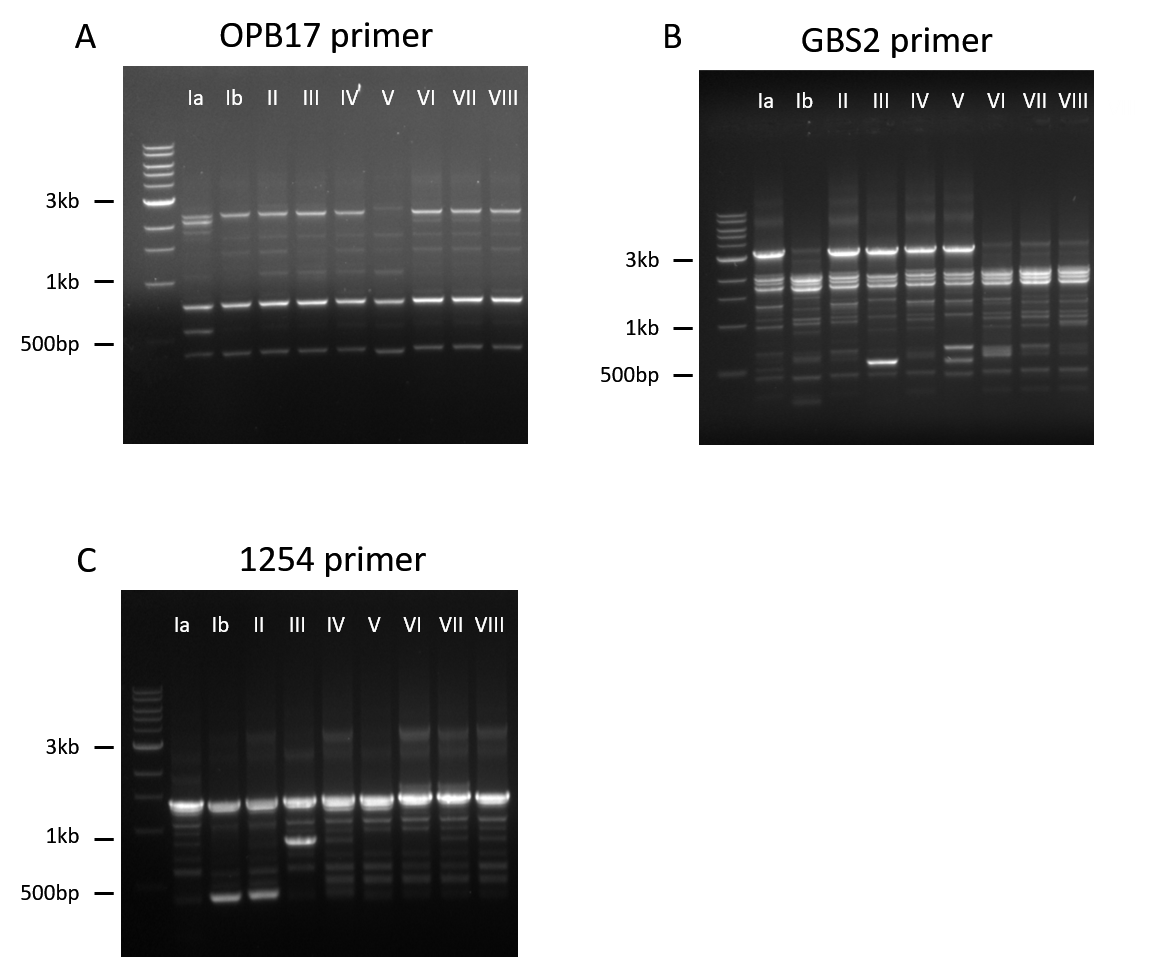 A
OPB17 primer
Ia Ib II III IV V VI VII VIII
3kb
1kb
500bp
B
GBS2 primer
Ia Ib II III IV V VI VII VIII
3kb
1kb
500bp
C
1254 primer
Ia Ib II III IV V VI VII VIII
3kb
1kb
500bp